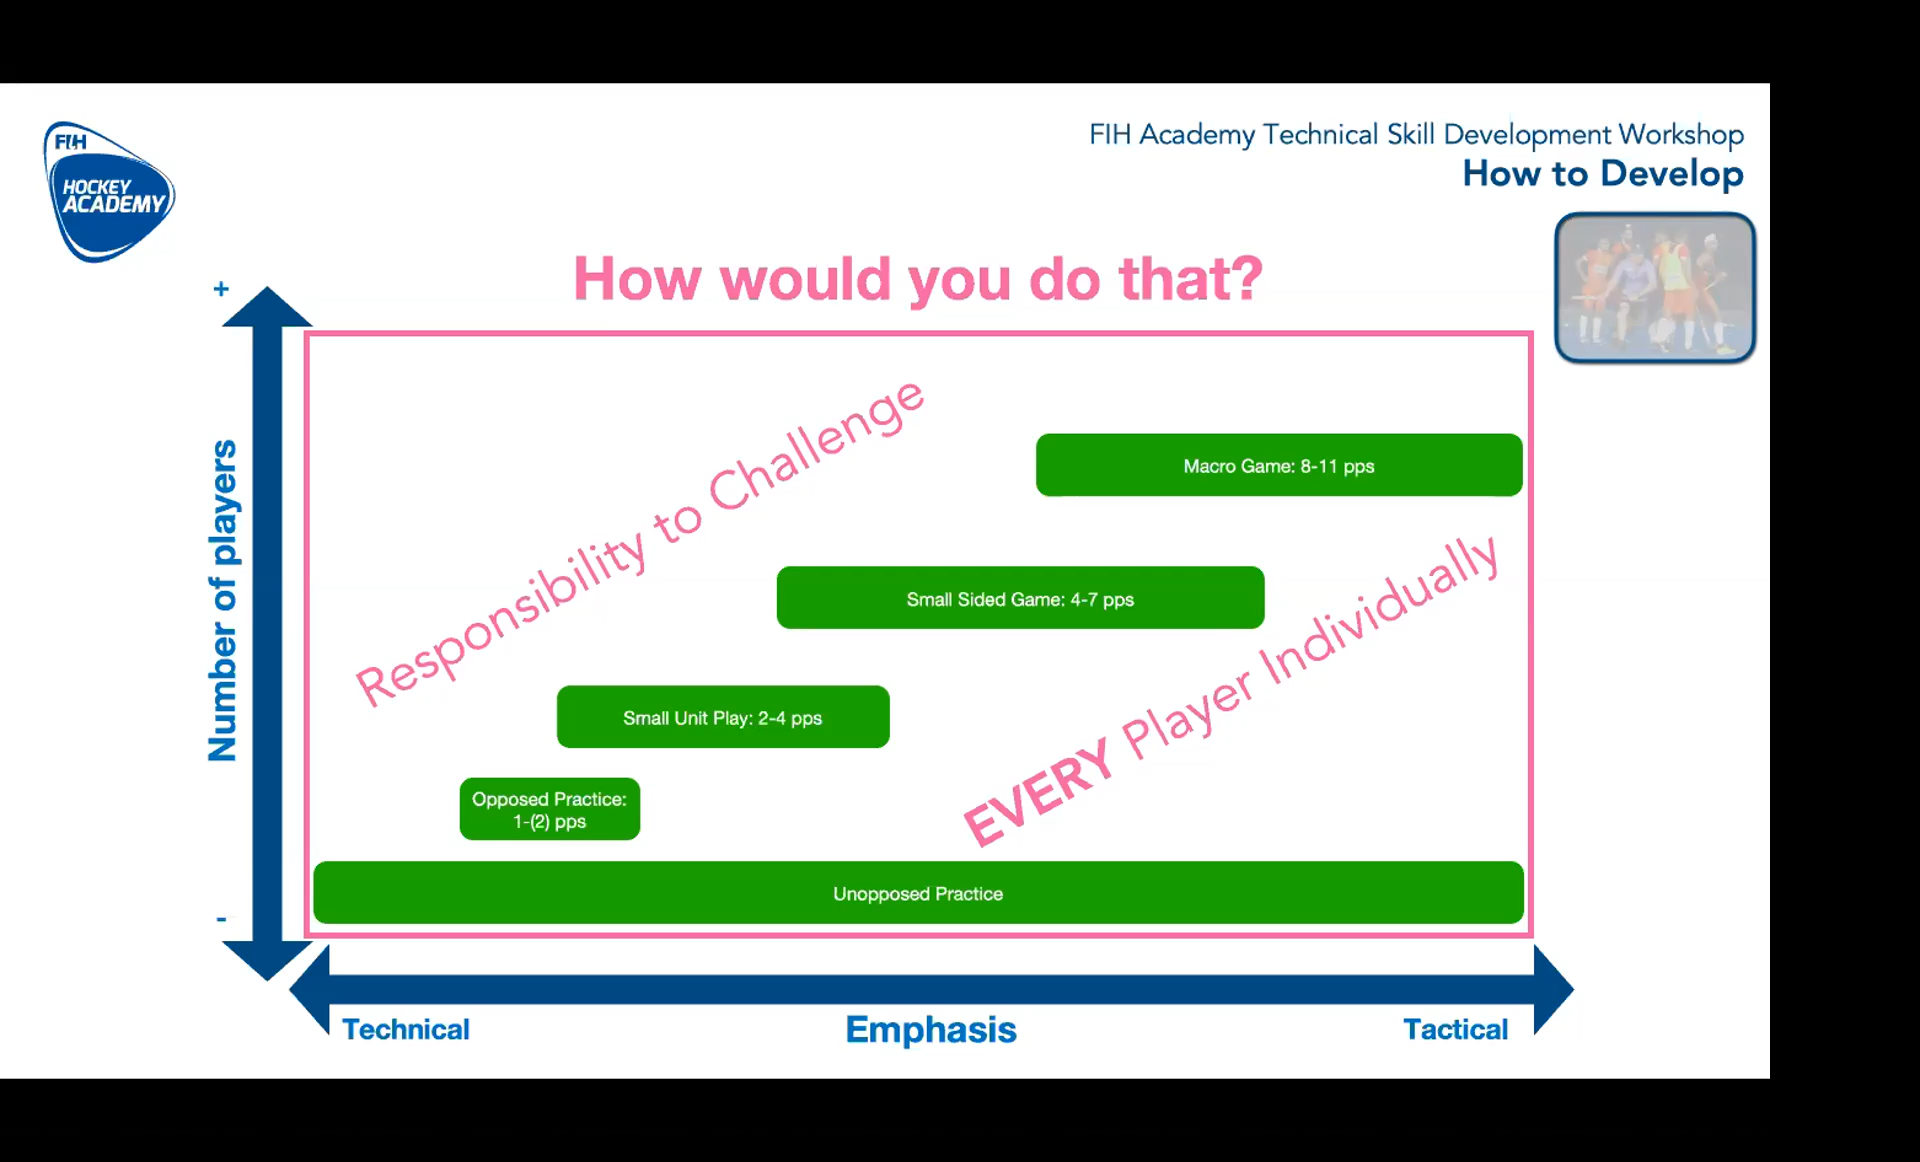 FIH
HOCKEY
ACADEMY
FIH Academy Technical Skill Development Workshop
How to Develop
How would you do that?
+
Number of players
-
Responsibility to Challenge
Macro Game: 8-11 pps
Small Sided Game: 4-7 pps
EVERY Player Individually
Small Unit Play: 2-4 pps
Opposed Practice:
1-(2) pps
Unopposed Practice
Technical
Emphasis
Tactical